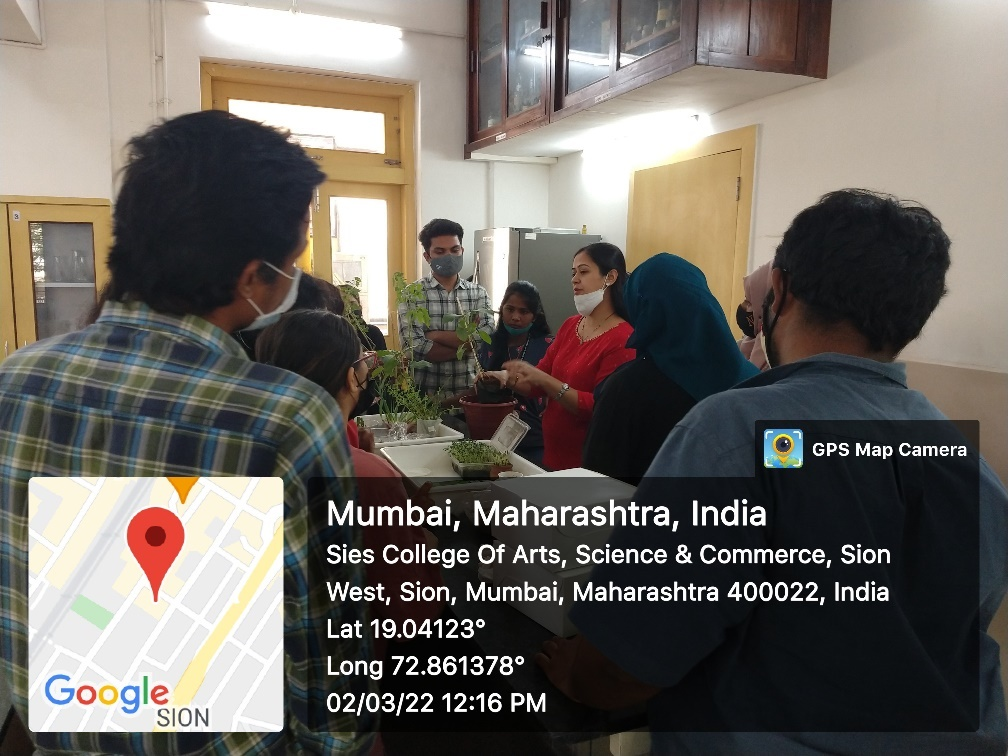 GPS Map Camera
Mumbai, Maharashtra, India
Sies College Of Arts, Science & Commerce, Sion
West, Sion, Mumbai, Maharashtra 400022, India
Lat 19.04123°
Long 72.861378°
02/03/22 12:16 PM
Google
SION